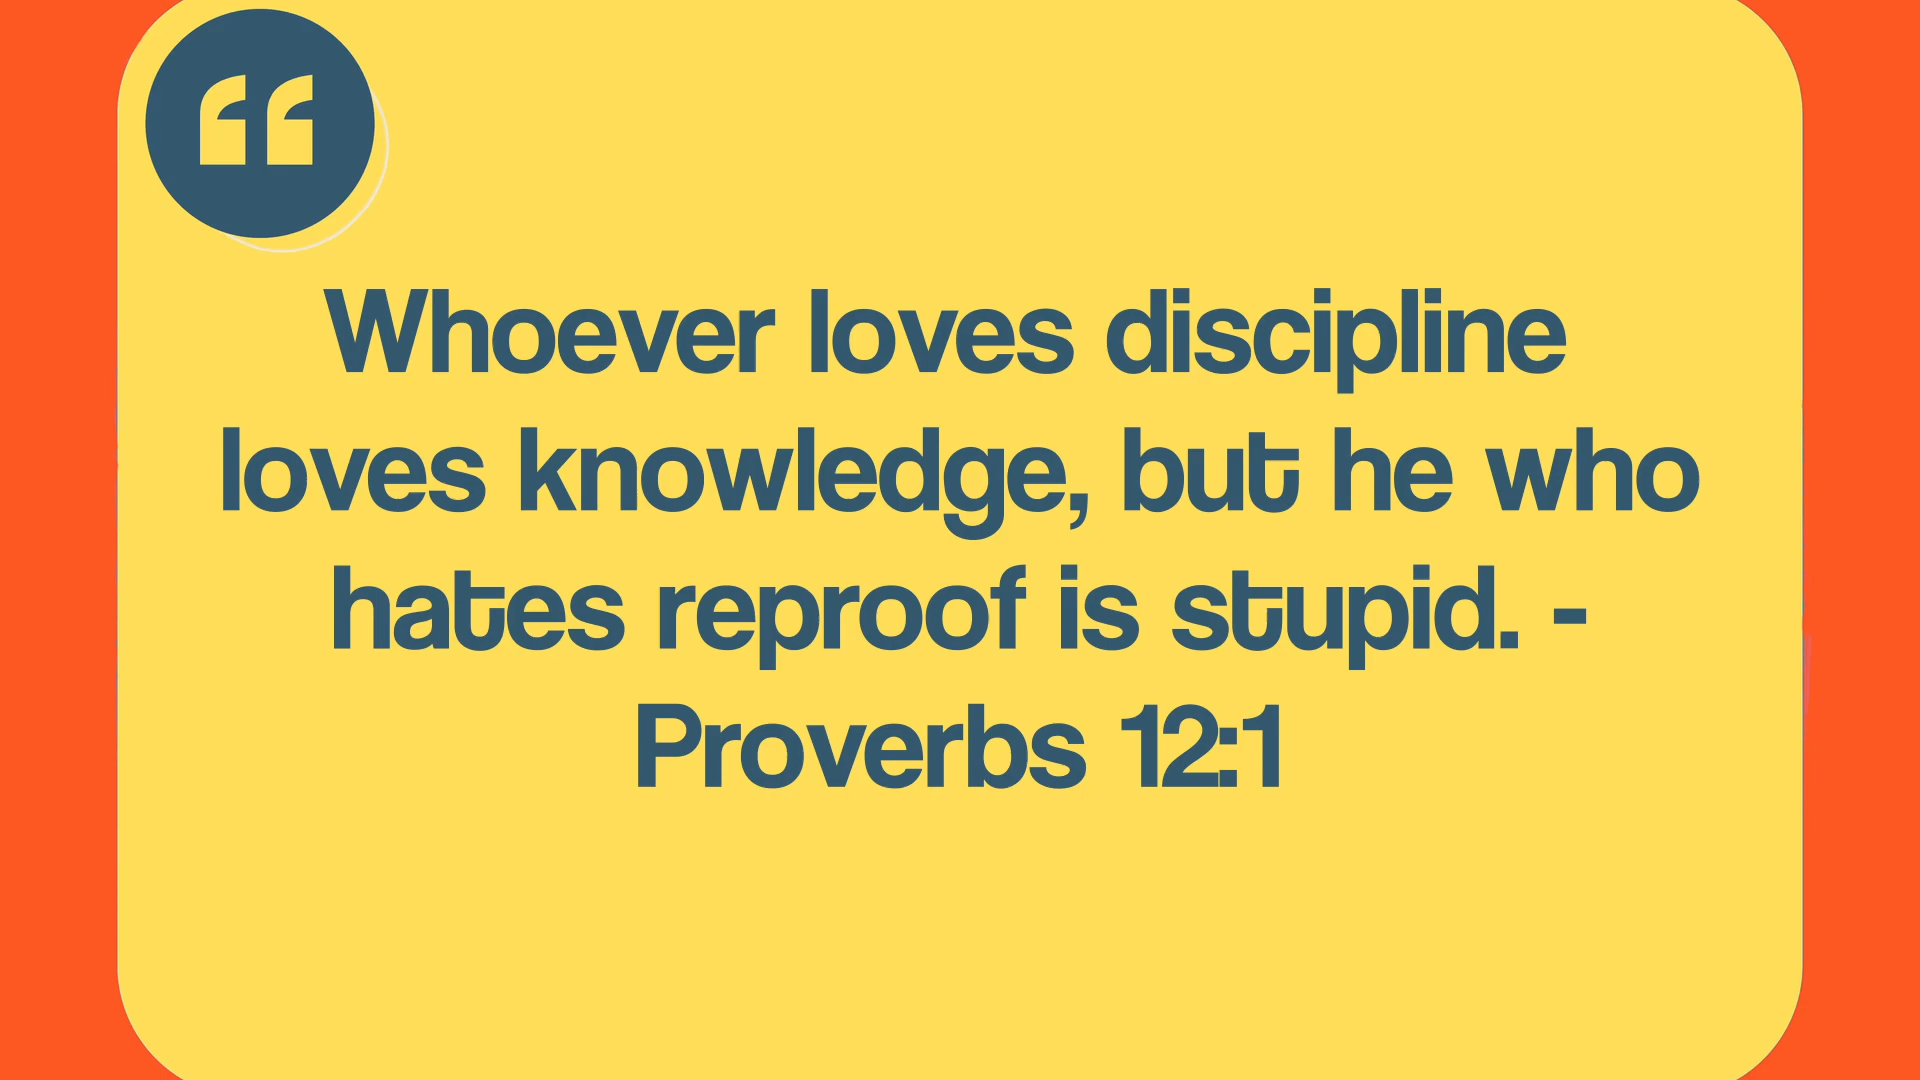 Whoever loves discipline
loves knowledge, but he who
hates reproof is stupid. -
Proverbs 12:1